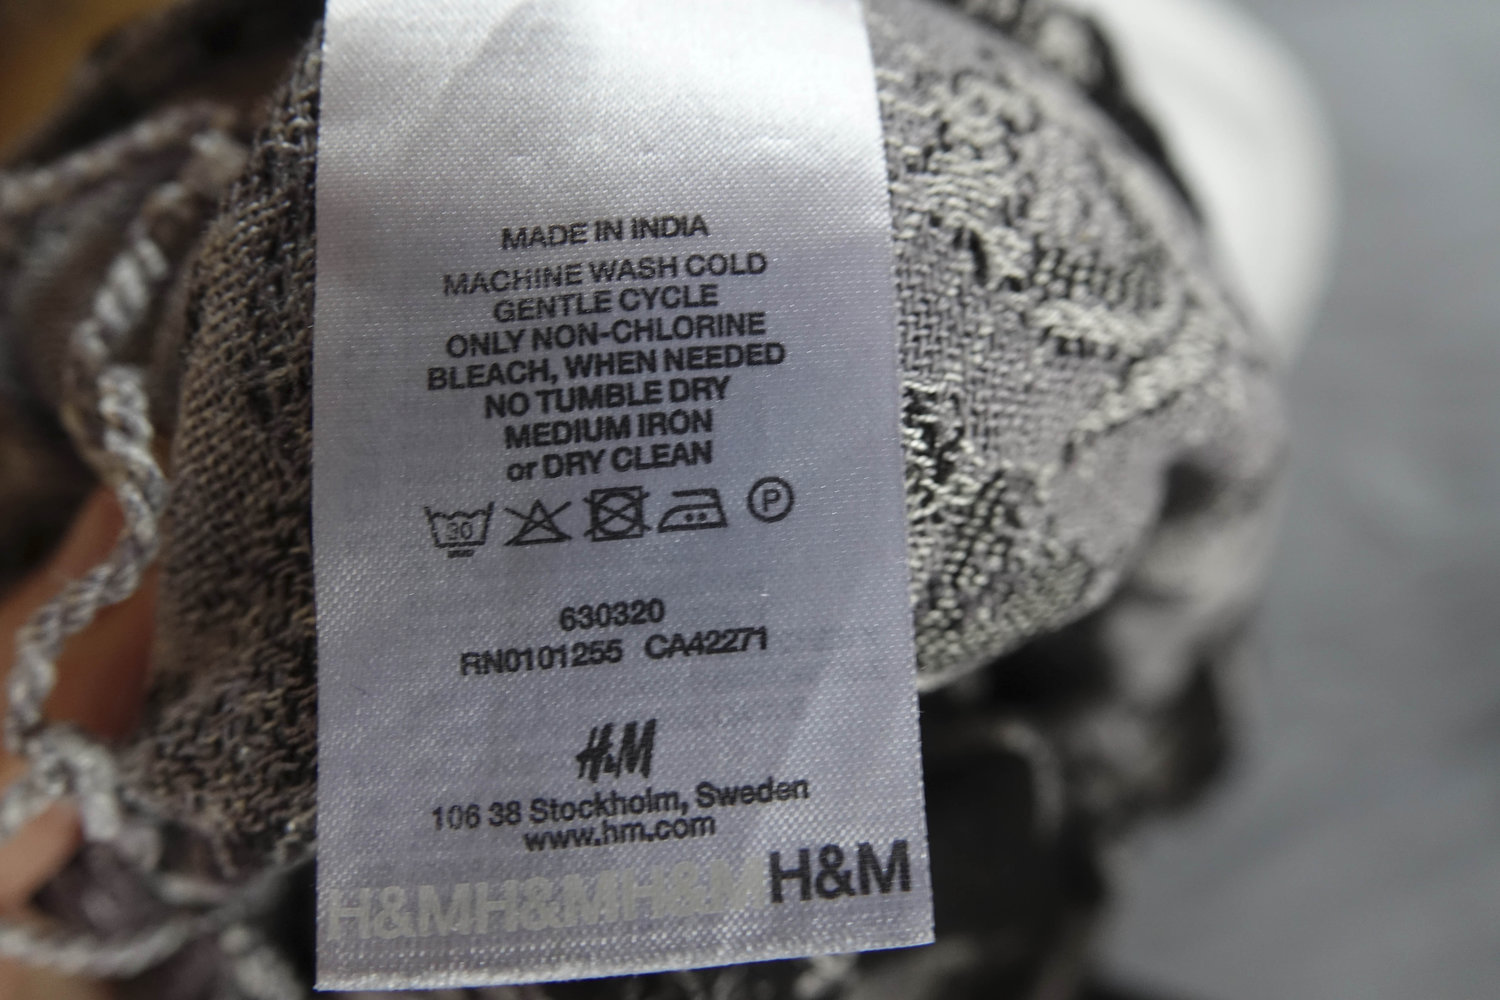 MADE IN INDIA
MACHINE WASH COLD
GENTLE CYCLE
ONLY NON-CHLORINE
BLEACH, WHEN NEEDED
NO TUMBLE DRY
MEDIUM IRON
or DRY CLEAN
30 P
630320
RN0101255 CA42271
H&M
106 38 Stockholm, Sweden
www.hm.com
H&MH&MH&MH&M